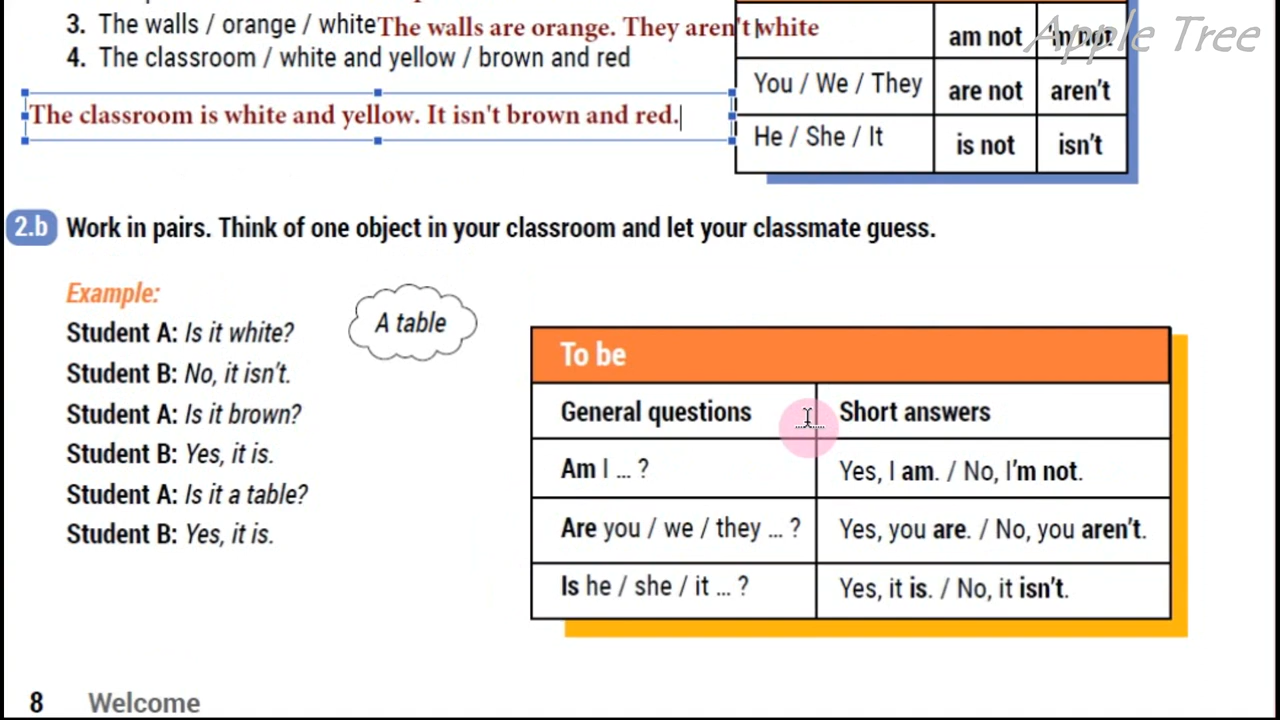 3. The walls / orange / white The walls are orange. They aren't white
4. The classroom / white and yellow / brown and red
The classroom is white and yellow. It isn't brown and red.
am not 'm not
You / We / They are not aren't
He / She / It is not isn't
Apple Tree
2.b Work in pairs. Think of one object in your classroom and let your classmate guess.
Example:
Student A: Is it white?
Student B: No, it isn't.
Student A: Is it brown?
Student B: Yes, it is.
Student A: Is it a table?
Student B: Yes, it is.
A table
To be
General questions Short answers
Am I ... ? Yes, I am. / No, I'm not.
Are you / we / they ... ? Yes, you are. / No, you aren't.
Is he / she / it ... ? Yes, it is. / No, it isn't.
8 Welcome